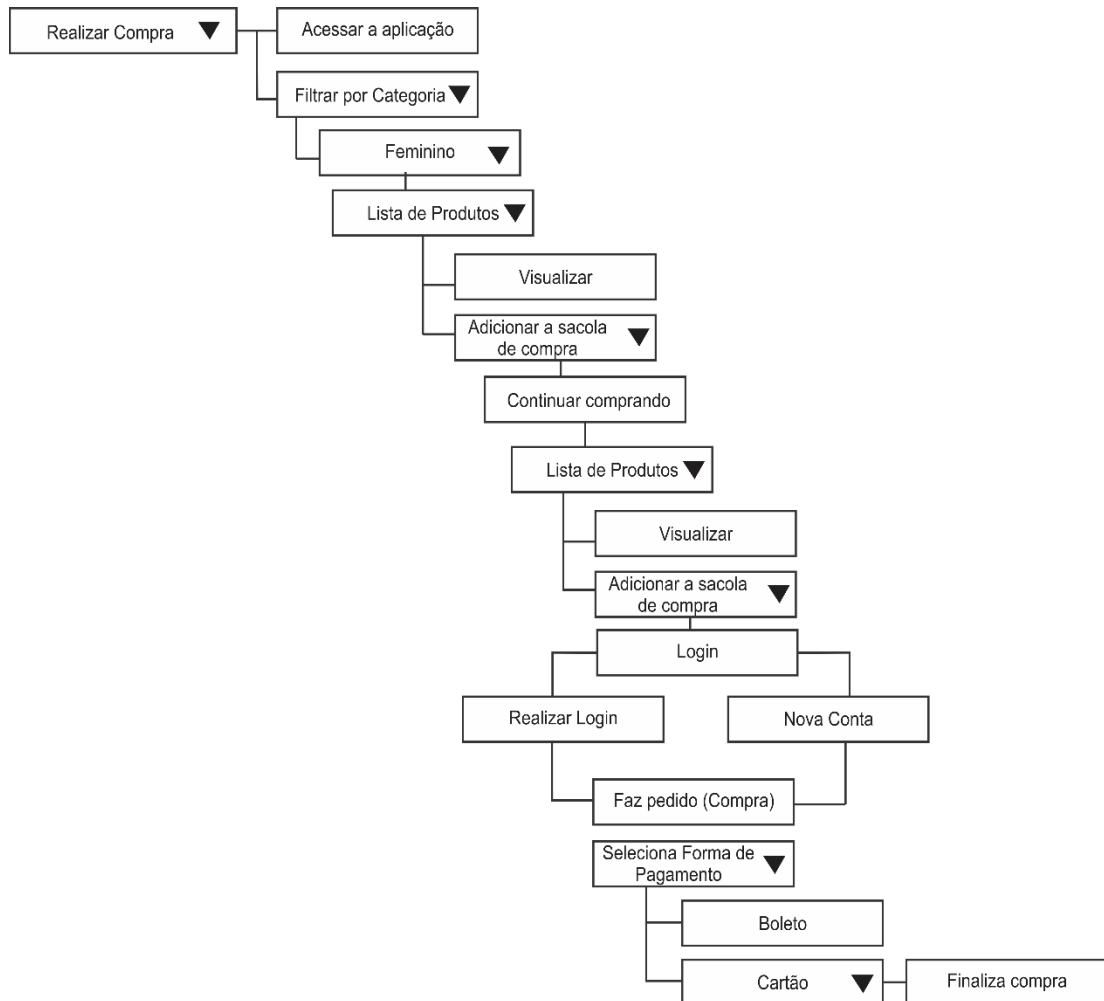 Realizar Compra
Acessar a aplicação
Filtrar por Categoria
Feminino
Lista de Produtos
Visualizar
Adicionar a sacola
de compra
Continuar comprando
Lista de Produtos
Visualizar
Adicionar a sacola
de compra
Login
Realizar Login
Nova Conta
Faz pedido (Compra)
Seleciona Forma de
Pagamento
Boleto
Cartão
Finaliza compra